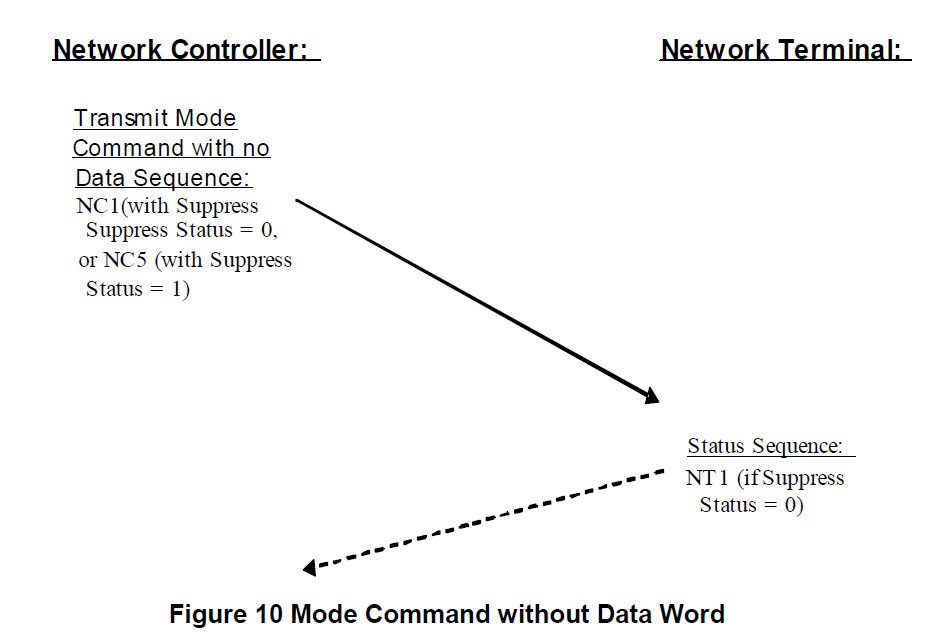 Network Controller:
Network Terminal:
Transmit Mode
Command with no
Data Sequence:
NC1(with Suppress
Suppress Status = 0,
or NC5 (with Suppress
Status = 1)
Status Sequence:
NT1 (if Suppress
Status = 0)
Figure 10 Mode Command without Data Word